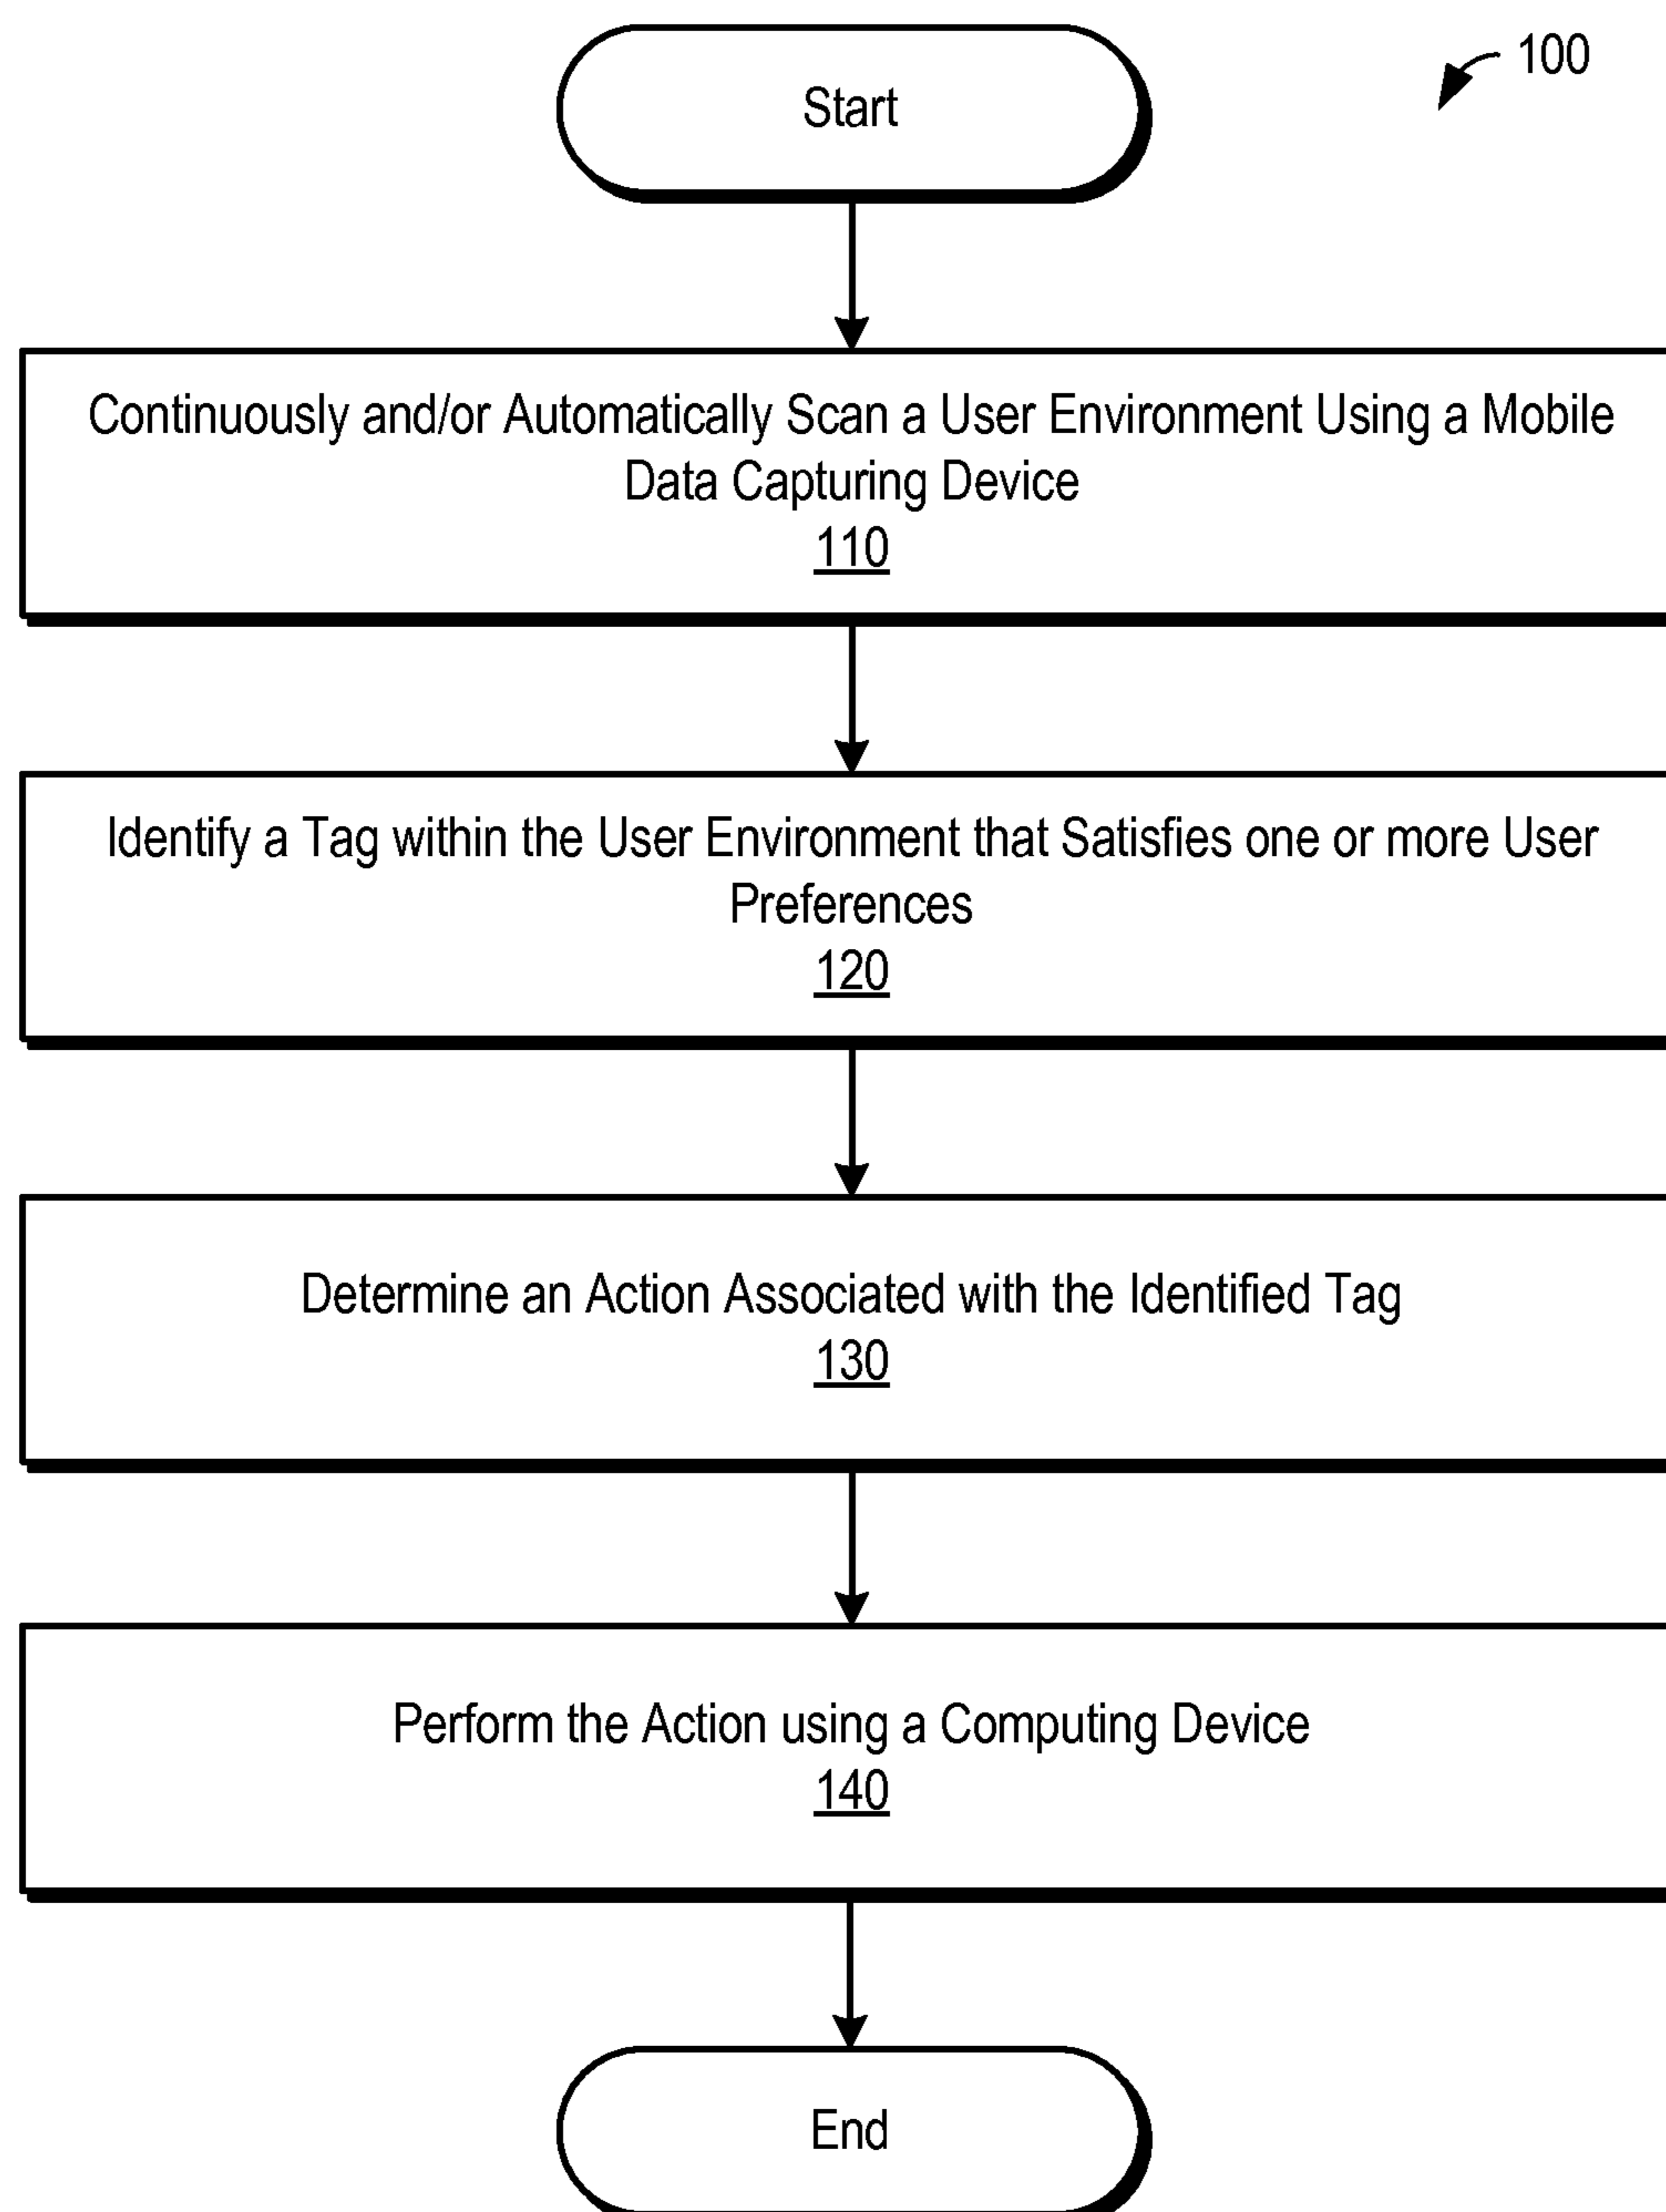 100
Start
Continuously and/or Automatically Scan a User Environment Using a Mobile
Data Capturing Device
110
Identify a Tag within the User Environment that Satisfies one or more User
Preferences
120
Determine an Action Associated with the Identified Tag
130
Perform the Action using a Computing Device
140
End